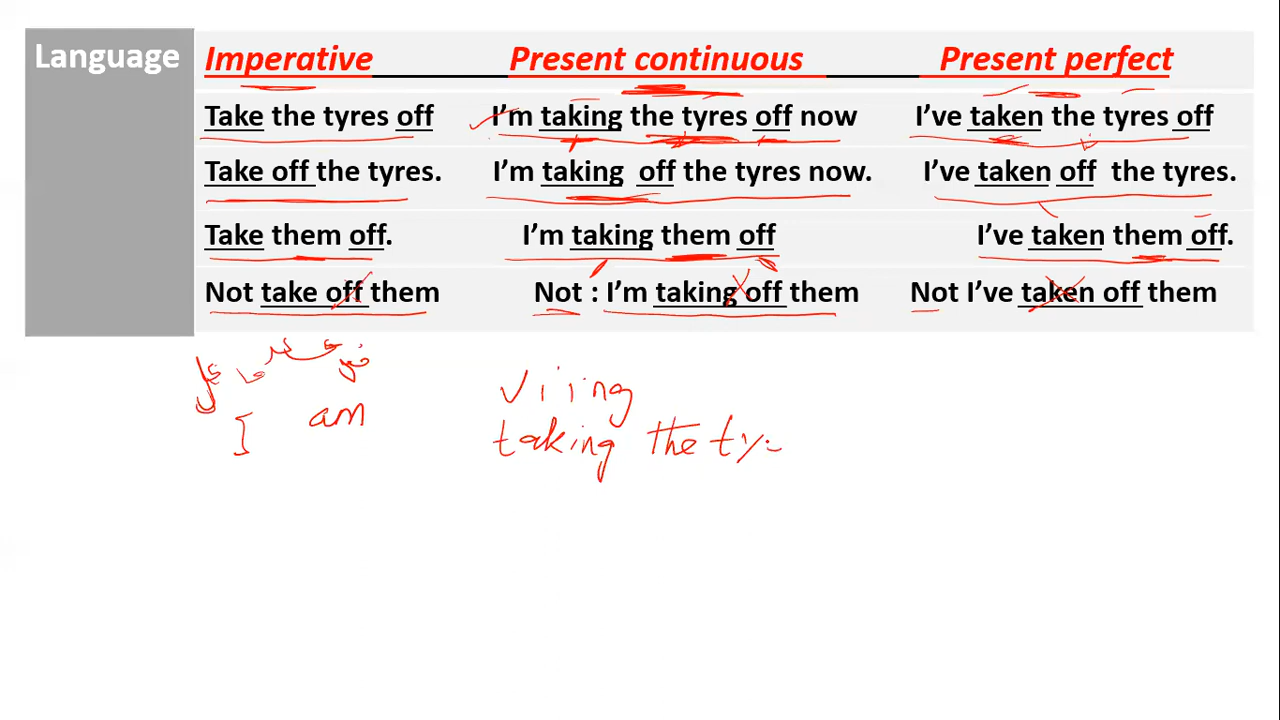 Language
Imperative Present continuous Present perfect
Take the tyres off I'm taking the tyres off now I've taken the tyres off
Take off the tyres. I'm taking off the tyres now. I've taken off the tyres.
Take them off. I'm taking them off I've taken them off.
Not take off them Not : I'm taking off them Not I've taken off them
am
ing
taking the ty